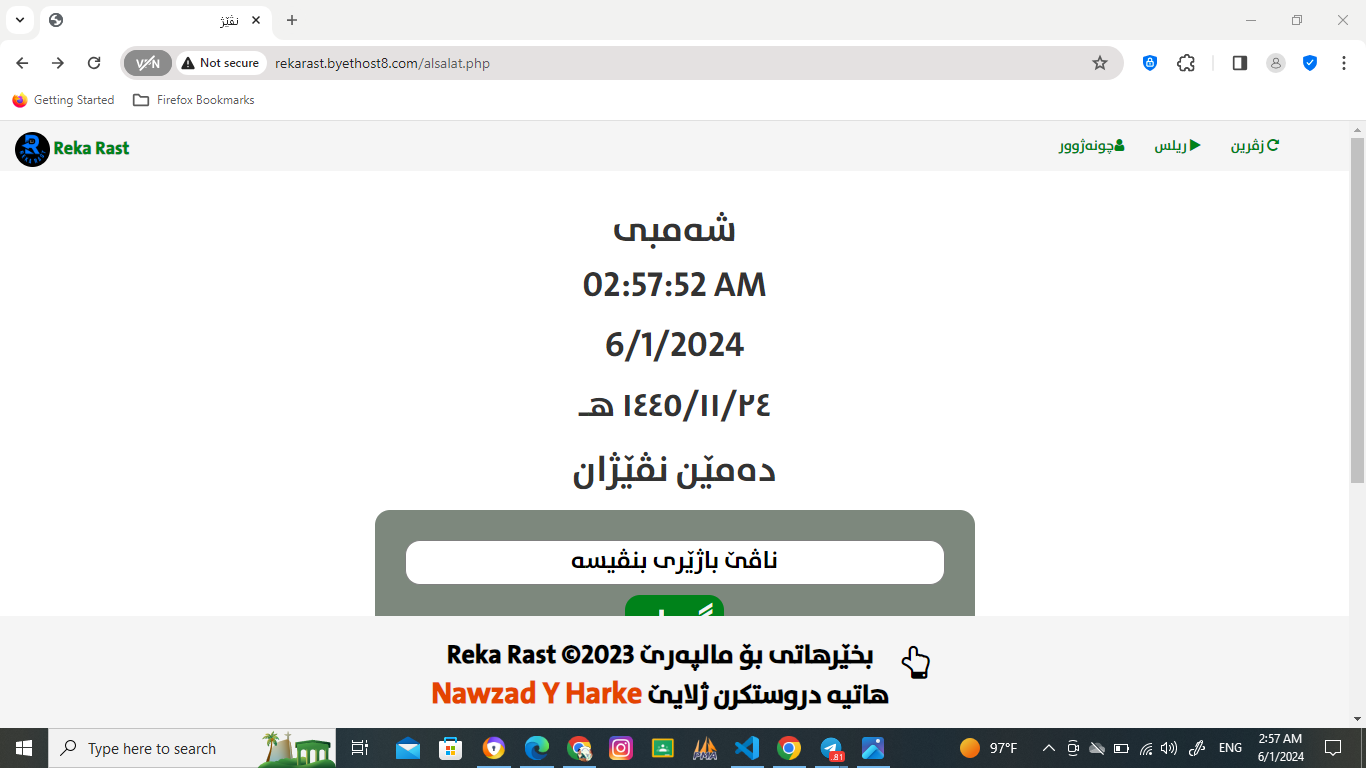 نڤێژ
VPN
Not secure
rekarast.byethost8.com/alsalat.php
Getting Started
Firefox Bookmarks
Reka Rast
زڤرین
ریلس
چونەژوور
شەمبی
02:57:52 AM
6/1/2024
١٤٤٥/١١/٢٤ هـ
دەمێن نڤێژان
ناڤێ باژێری بنڤیسە
بخێرهاتی بۆ مالپەرێ Reka Rast ©2023
هاتیە دروستکرن ژلایێ Nawzad Y Harke
Type here to search
PRA
81
97°F
ENG
2:57 AM
6/1/2024